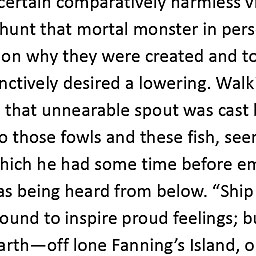 certain comparatively harmless
hunt that mortal monster in pers
on why they were created and to
nctively desired a lowering. Walk
that unnearable spout was cast
o those fowls and these fish, seer
hich he had some time before em
as being heard from below. “Ship
ound to inspire proud feelings; bu
arth—off lone Fanning’s Island, o